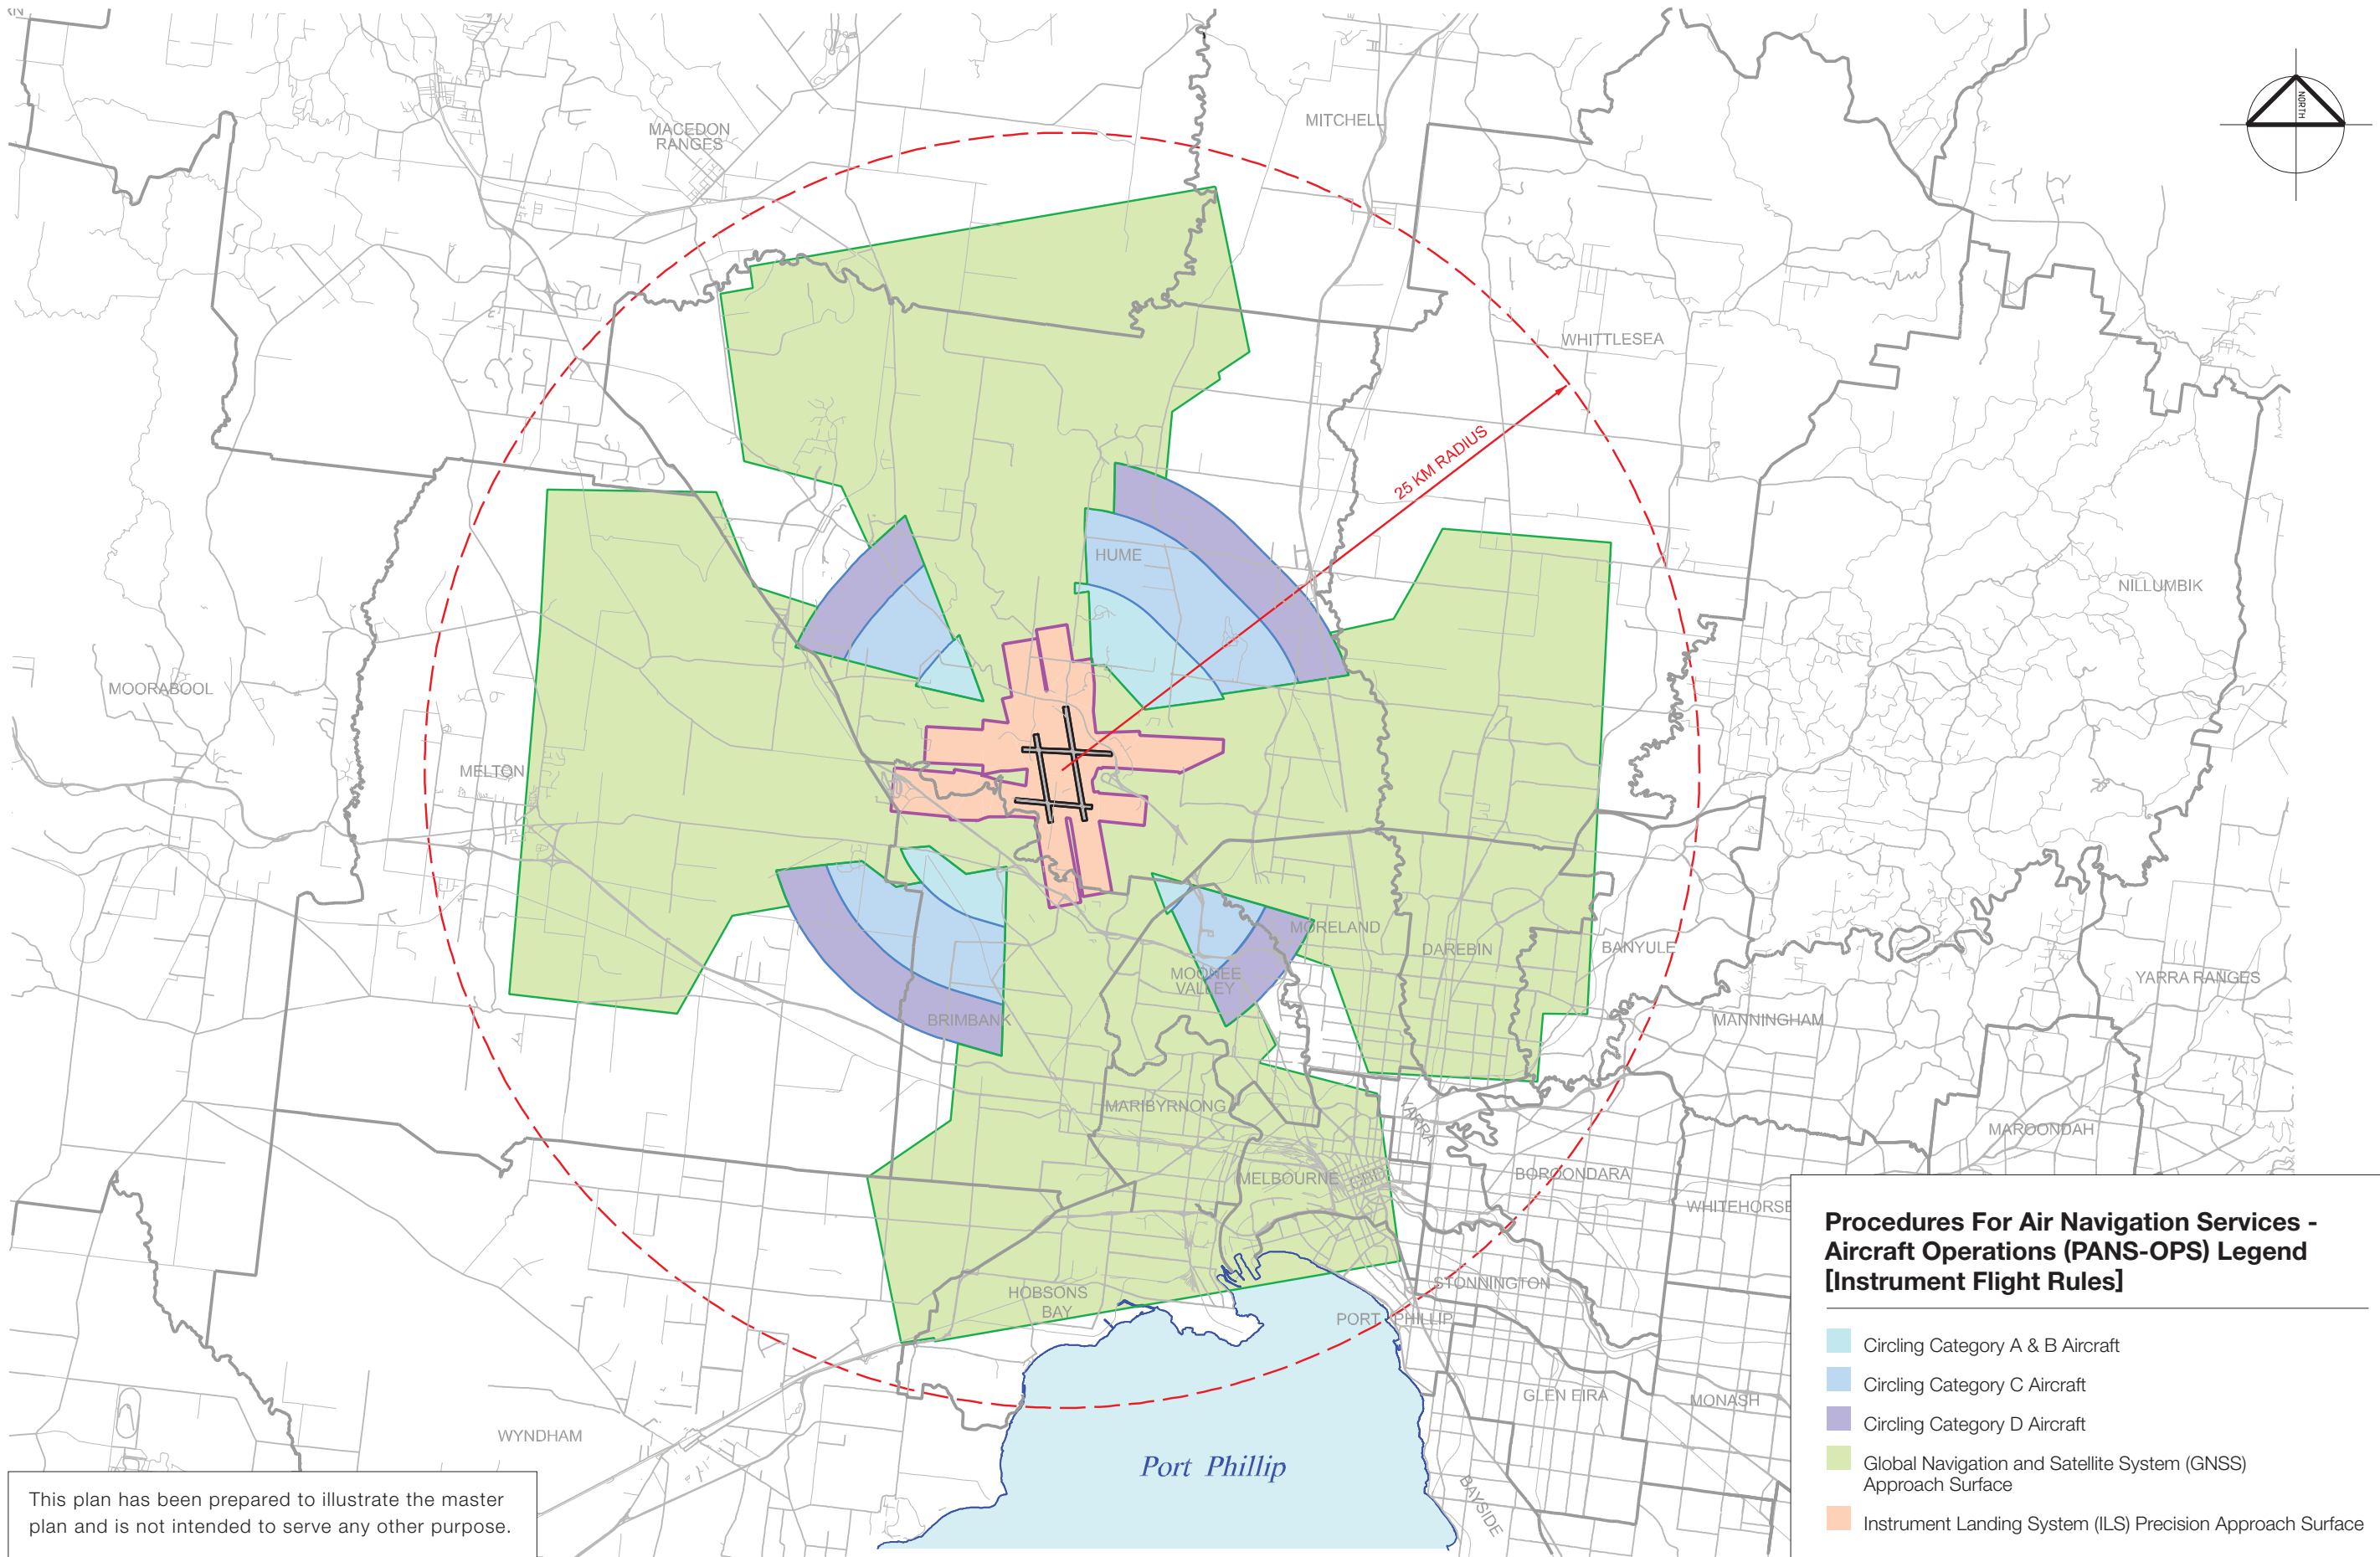 NORTH
MITCHELL
MACEDON
RANGES
WHITTLESEA
25 KM RADIUS
HUME
NILLUMBIK
MOORABOOL
MELTON
MORELAND
DAREBIN
BANYULE
MOONEE
VALLEY
YARRA RANGES
BRIMBANK
MANNINGHAM
MARIBYRNONG
YARRA
MAROONDAH
MELBOURNE
CBD
BOROONDARA
WHITEHORSE
HOBSONS
BAY
STONNINGTON
PORT PHILLIP
GLEN EIRA
MONASH
WYNDHAM
Port Phillip
BAYSIDE
This plan has been prepared to illustrate the master
plan and is not intended to serve any other purpose.
Procedures For Air Navigation Services -
Aircraft Operations (PANS-OPS) Legend
[Instrument Flight Rules]
Circling Category A & B Aircraft
Circling Category C Aircraft
Circling Category D Aircraft
Global Navigation and Satellite System (GNSS)
Approach Surface
Instrument Landing System (ILS) Precision Approach Surface